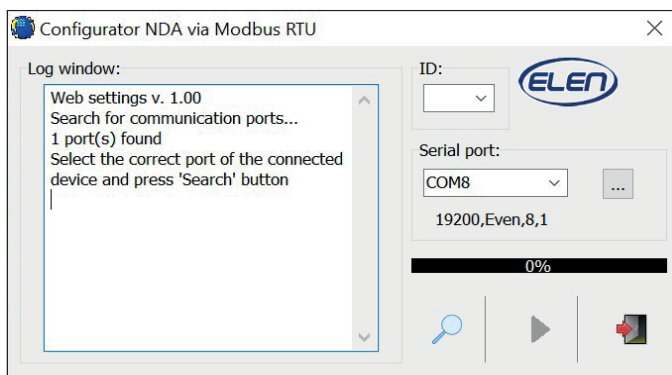 Configurator NDA via Modbus RTU
Log window:
Web settings v. 1.00
Search for communication ports...
1 port(s) found
Select the correct port of the connected
device and press 'Search' button
ID:
ELEN
Serial port:
COM8
...
19200,Even,8,1
0%